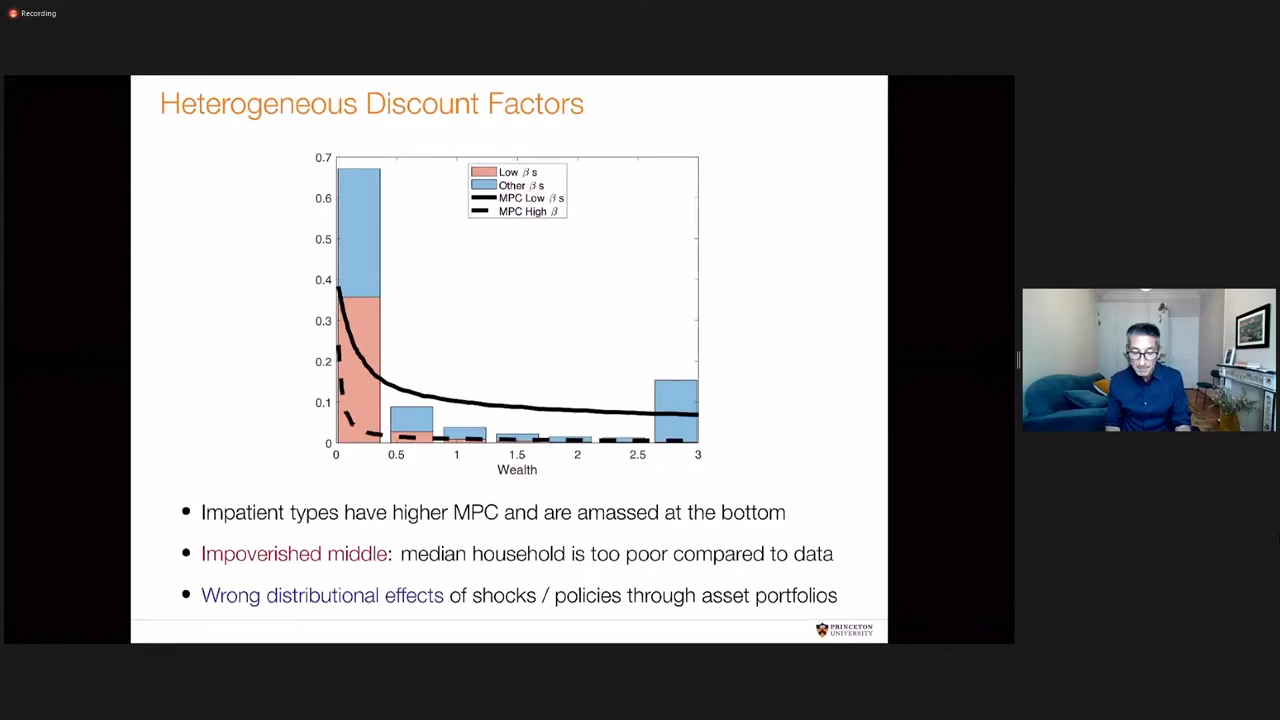 Recording
Heterogeneous Discount Factors
0.7
0.6
0.5
0.4
0.3
0.2
0.1
0
Low β s
Other β s
MPC Low β s
MPC High β
0 0.5 1 1.5 2 2.5 3
Wealth
• Impatient types have higher MPC and are amassed at the bottom
• Impoverished middle: median household is too poor compared to data
• Wrong distributional effects of shocks / policies through asset portfolios
PRINCETON
UNIVERSITY